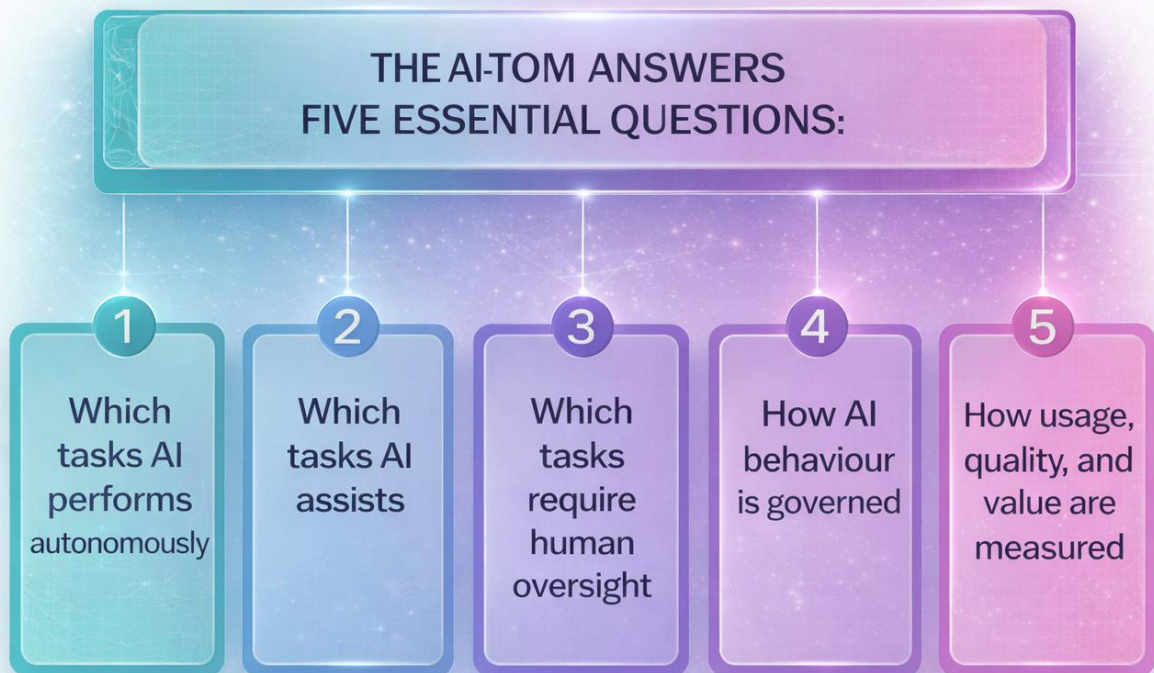 THE AI-TOM ANSWERS
FIVE ESSENTIAL QUESTIONS:
1
Which
tasks AI
performs
autonomously
2
Which
tasks AI
assists
3
Which
tasks
require
human
oversight
4
How AI
behaviour
is governed
5
How usage,
quality, and
value are
measured